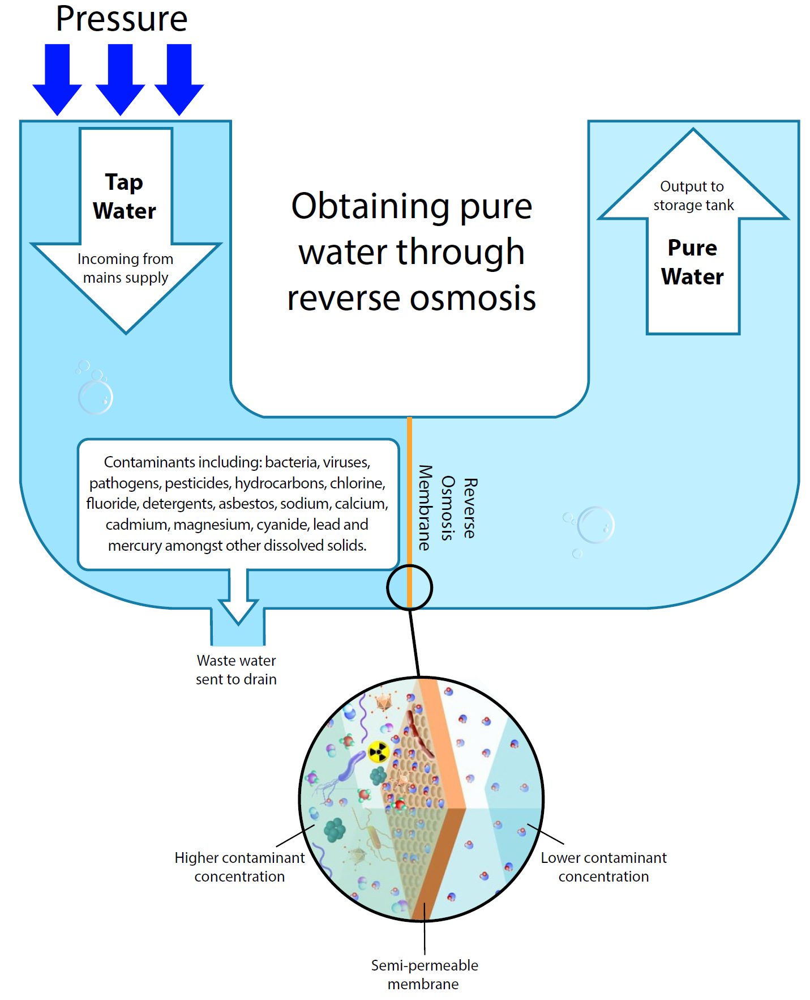 Pressure
Tap
Water
Incoming from
mains supply
Obtaining pure
water through
reverse osmosis
Output to
storage tank
Pure
Water
Contaminants including: bacteria, viruses,
pathogens, pesticides, hydrocarbons, chlorine,
fluoride, detergents, asbestos, sodium, calcium,
cadmium, magnesium, cyanide, lead and
mercury amongst other dissolved solids.
Reverse
Osmosis
Membrane
Waste water
sent to drain
Higher contaminant
concentration
Lower contaminant
concentration
Semi-permeable
membrane